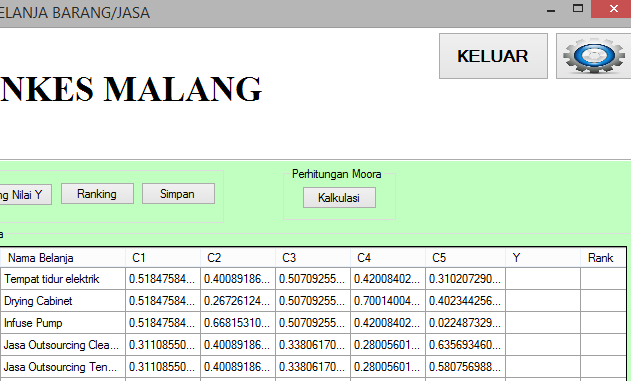 ELANJA BARANG/JASA
KELUAR
NKES MALANG
Perhitungan Moora
ng Nilai Y Ranking Simpan Kalkulasi
a
Nama Belanja C1 C2 C3 C4 C5 Y Rank
Tempat tidur elektrik 0.51847584... 0.40089186... 0.50709255... 0.42008402... 0.310207290...
Drying Cabinet 0.51847584... 0.26726124... 0.50709255... 0.70014004... 0.402344256...
Infuse Pump 0.51847584... 0.66815310... 0.50709255... 0.42008402... 0.022487329...
Jasa Outsourcing Clea... 0.31108550... 0.40089186... 0.33806170... 0.28005601... 0.635693460...
Jasa Outsourcing Ten... 0.31108550... 0.40089186... 0.33806170... 0.28005601... 0.580756988...